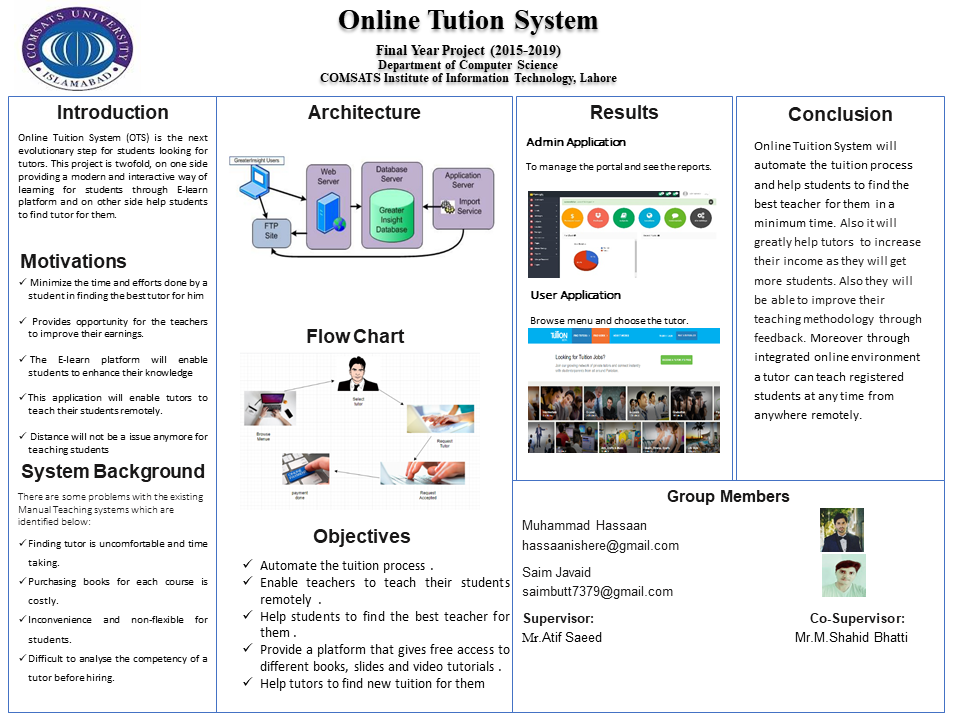 COMSATS UNIVERSITY
ISLAMABAD
Online Tution System
Final Year Project (2015-2019)
Department of Computer Science
COMSATS Institute of Information Technology, Lahore
Introduction
Online Tuition System (OTS) is the next
evolutionary step for students looking for
tutors. This project is twofold, on one side
providing a modern and interactive way of
learning for students through E-learn
platform and on other side help students
to find tutor for them.
Motivations
✓ Minimize the time and efforts done by a
student in finding the best tutor for him
✓ Provides opportunity for the teachers
to improve their earnings.
✓ The E-learn platform will enable
students to enhance their knowledge
✓ This application will enable tutors to
teach their students remotely.
✓ Distance will not be a issue anymore for
teaching students
System Background
There are some problems with the existing
Manual Teaching systems which are
identified below:
✓ Finding tutor is uncomfortable and time
taking.
✓ Purchasing books for each course is
costly.
✓ Inconvenience and non-flexible for
students.
✓ Difficult to analyse the competency of a
tutor before hiring.
Architecture
GreaterInsight Users
Web
Server
Database
Server
Application
Server
Greater
Insight
Database
Import
Service
FTP
Site
Flow Chart
Select
tutor
Browse
Menus
Request
Tutor
payment
done
Request
Accepted
Objectives
✓ Automate the tuition process .
✓ Enable teachers to teach their students
remotely .
✓ Help students to find the best teacher for
them .
✓ Provide a platform that gives free access to
different books, slides and video tutorials .
✓ Help tutors to find new tuition for them
Results
Admin Application
To manage the portal and see the reports.
User Application
Browse menu and choose the tutor.
TUITION
Looking for Tuition Jobs?
Conclusion
Online Tuition System will
automate the tuition process
and help students to find the
best teacher for them in a
minimum time. Also it will
greatly help tutors to increase
their income as they will get
more students. Also they will
be able to improve their
teaching methodology through
feedback. Moreover through
integrated online environment
a tutor can teach registered
students at any time from
anywhere remotely.
Group Members
Muhammad Hassaan
hassaanishere@gmail.com
Saim Javaid
saimbutt7379@gmail.com
Supervisor:
Mr.Atif Saeed
Co-Supervisor:
Mr.M.Shahid Bhatti